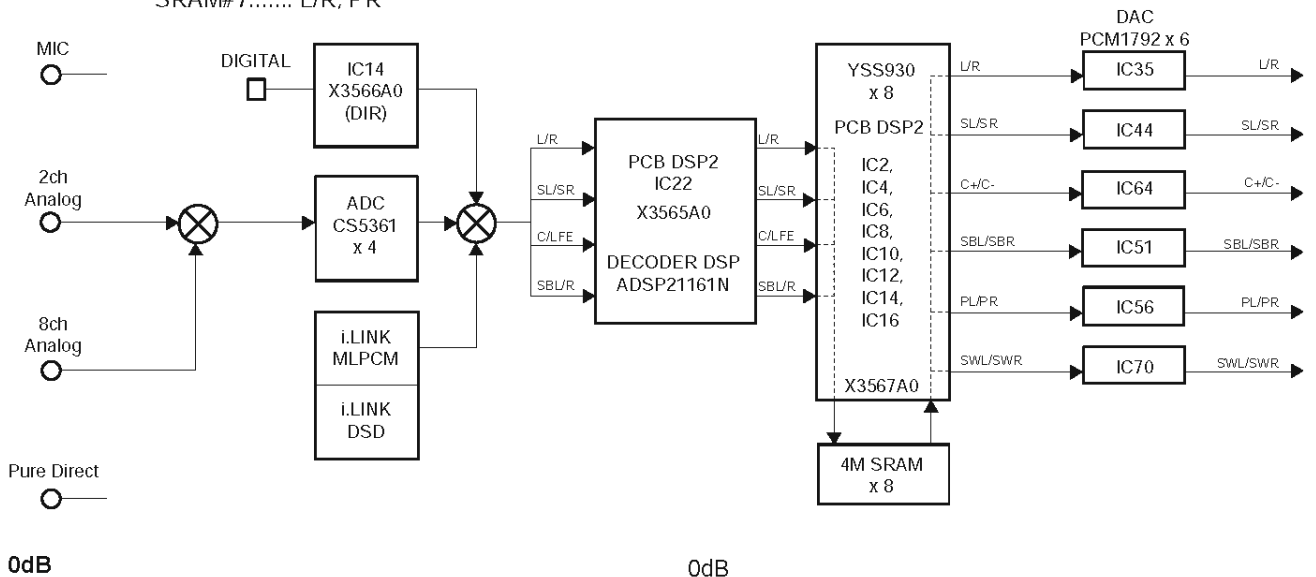 SRAM#7....... L/R, PR
MIC
DIGITAL
IC14
X3566A0
(DIR)
2ch
Analog
ADC
CS5361
x 4
8ch
Analog
i.LINK
MLPCM
i.LINK
DSD
Pure Direct
L/R
SL/SR
C/LFE
SBL/R
PCB DSP2
IC22
X3565A0
DECODER DSP
ADSP21161N
L/R
SL/SR
C/LFE
SBL/R
YSS930
x 8
PCB DSP2
IC2,
IC4,
IC6,
IC8,
IC10,
IC12,
IC14,
IC16
X3567A0
4M SRAM
x 8
DAC
PCM1792 x 6
L/R
IC35
L/R
SL/SR
IC44
SL/SR
C+/C-
IC64
C+/C-
SBL/SBR
IC51
SBL/SBR
PL/PR
IC56
PL/PR
SWL/SWR
IC70
SWL/SWR
0dB
0dB